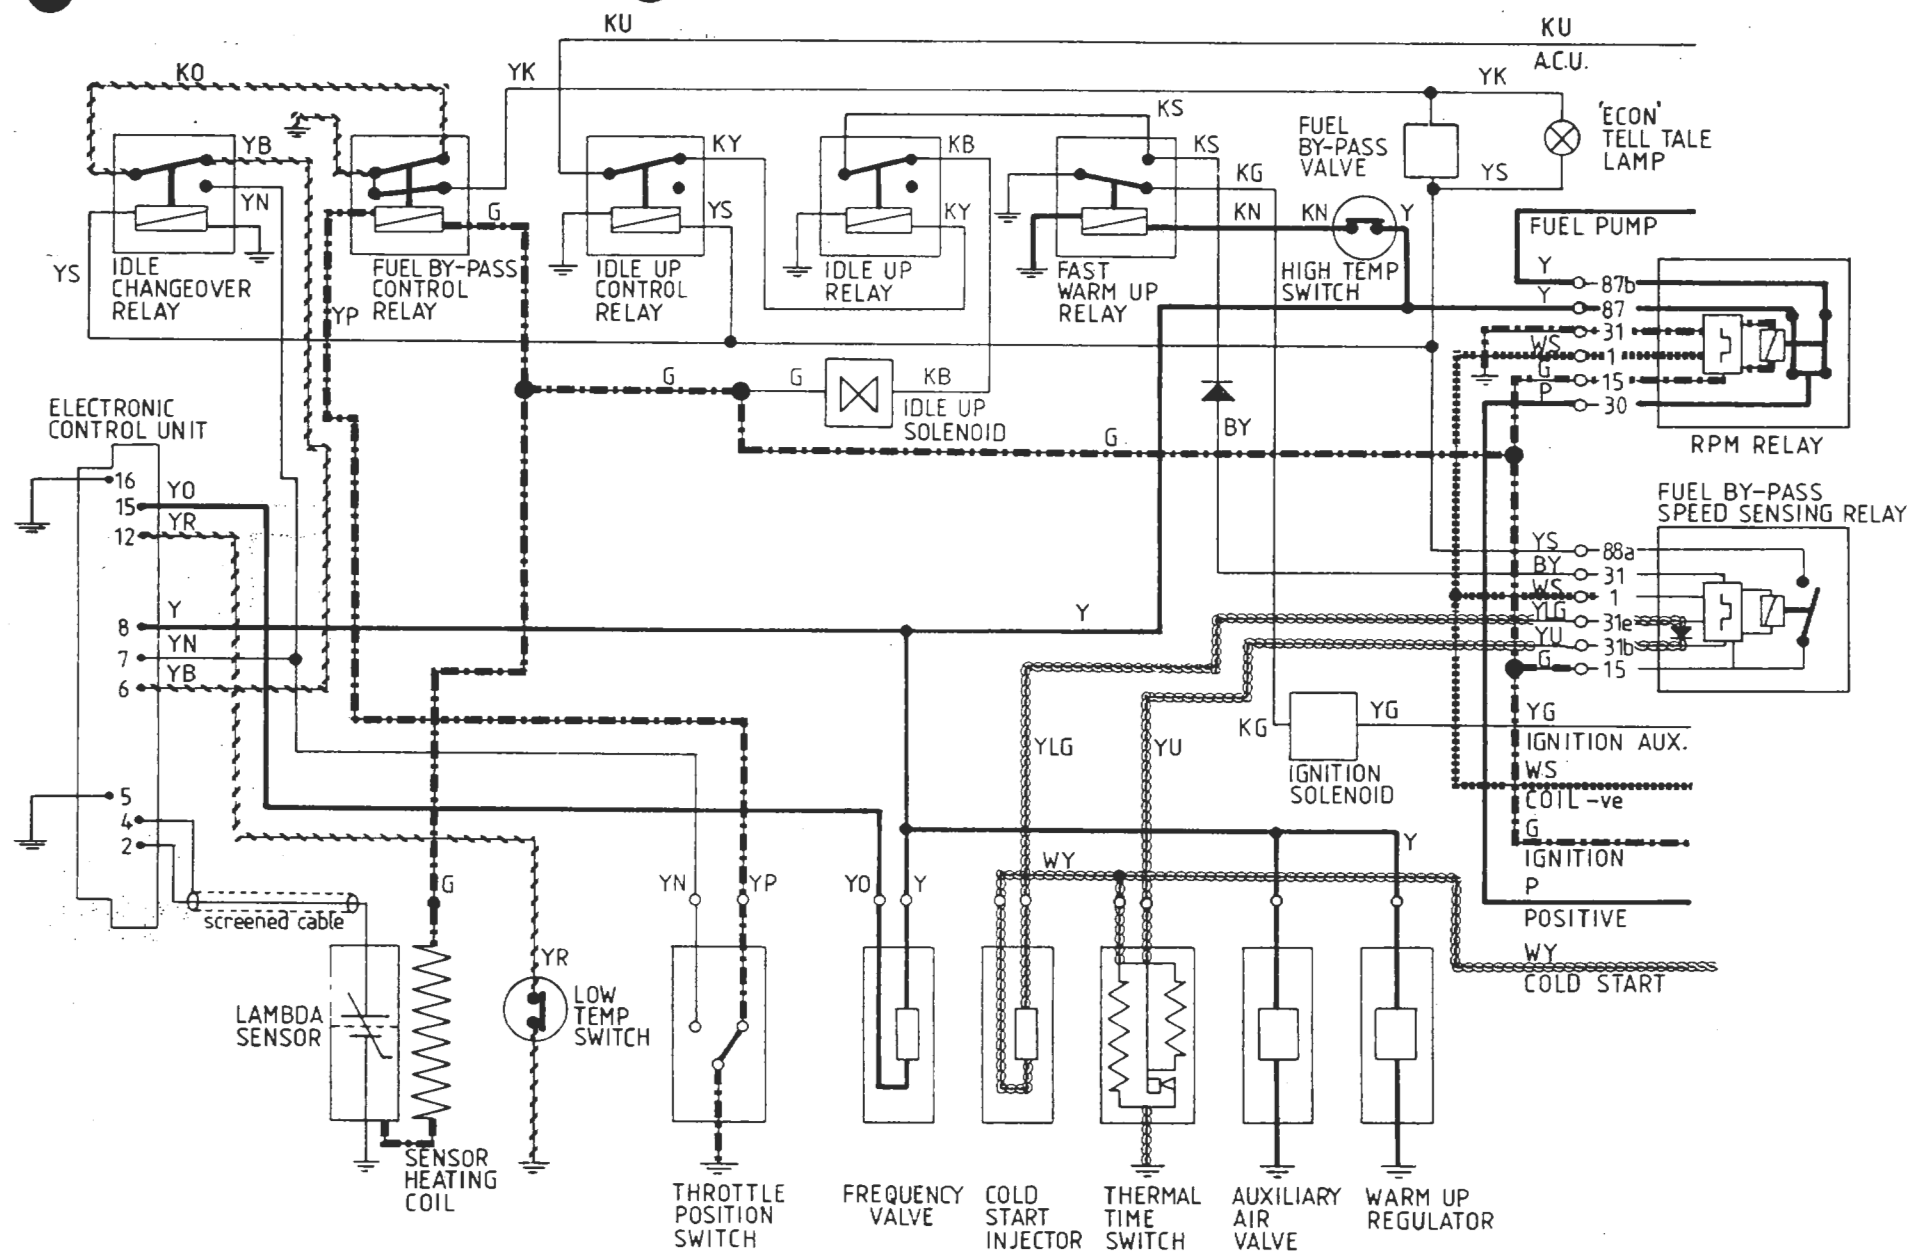 KU
KU
A.C.U.
KO
YK
YK
KS
'ECON'
TELL TALE
LAMP
FUEL
BY-PASS
VALVE
YB
KY
KB
KS
KG
YS
YN
G
YS
KY
KN
KN
Y
FUEL PUMP
YS
IDLE
CHANGEOVER
RELAY
FUEL BY-PASS
CONTROL
RELAY
IDLE UP
CONTROL
RELAY
IDLE UP
RELAY
FAST
WARM UP
RELAY
HIGH TEMP
SWITCH
YP
Y 87b
Y 87
31
WS 1
G 15
P 30
RPM RELAY
G
G
KB
IDLE UP
SOLENOID
BY
G
ELECTRONIC
CONTROL UNIT
16
15 YO
12 YR
8 Y
7 YN
6 YB
5
4
2
Y
FUEL BY-PASS
SPEED SENSING RELAY
YS 88a
BY 31
WS 1
YLG 31e
YU 31b
G 15
KG
YG
IGNITION
SOLENOID
YLG
YU
YG
IGNITION AUX.
WS
COIL -ve
G
IGNITION
P
POSITIVE
WY
COLD START
Y
WY
G
YN
YP
YO
Y
screened cable
YR
LAMBDA
SENSOR
LOW
TEMP
SWITCH
SENSOR
HEATING
COIL
THROTTLE
POSITION
SWITCH
FREQUENCY
VALVE
COLD
START
INJECTOR
THERMAL
TIME
SWITCH
AUXILIARY
AIR
VALVE
WARM UP
REGULATOR